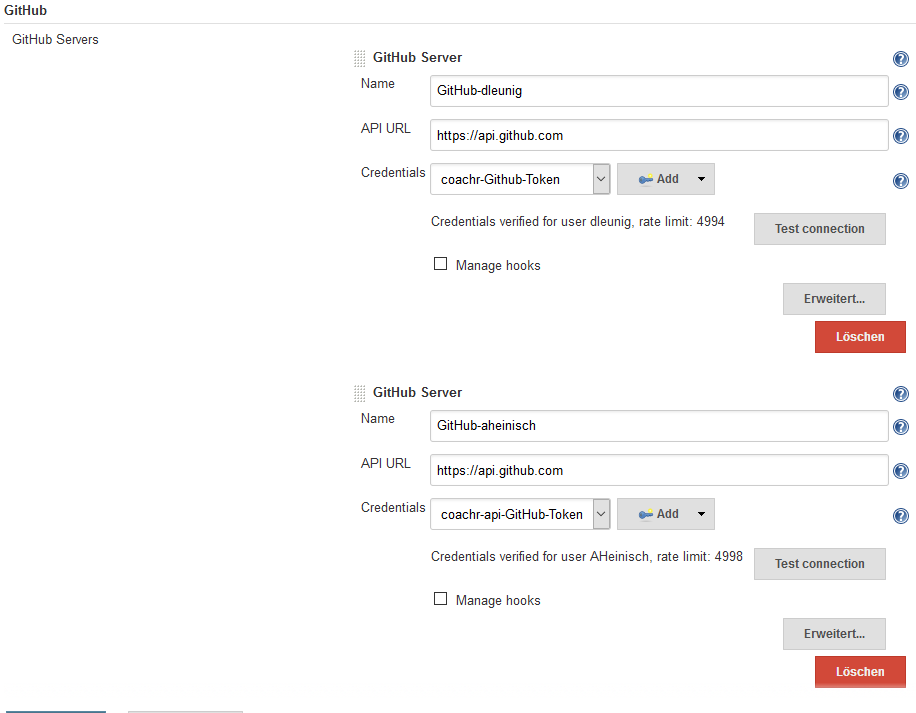 GitHub
GitHub Servers
GitHub Server
Name
GitHub-dleunig
API URL
https://api.github.com
Credentials
coachr-Github-Token
Add
Credentials verified for user dleunig, rate limit: 4994
Test connection
Manage hooks
Erweitert...
Löschen
GitHub Server
Name
GitHub-aheinisch
API URL
https://api.github.com
Credentials
coachr-api-GitHub-Token
Add
Credentials verified for user AHeinisch, rate limit: 4998
Test connection
Manage hooks
Erweitert...
Löschen